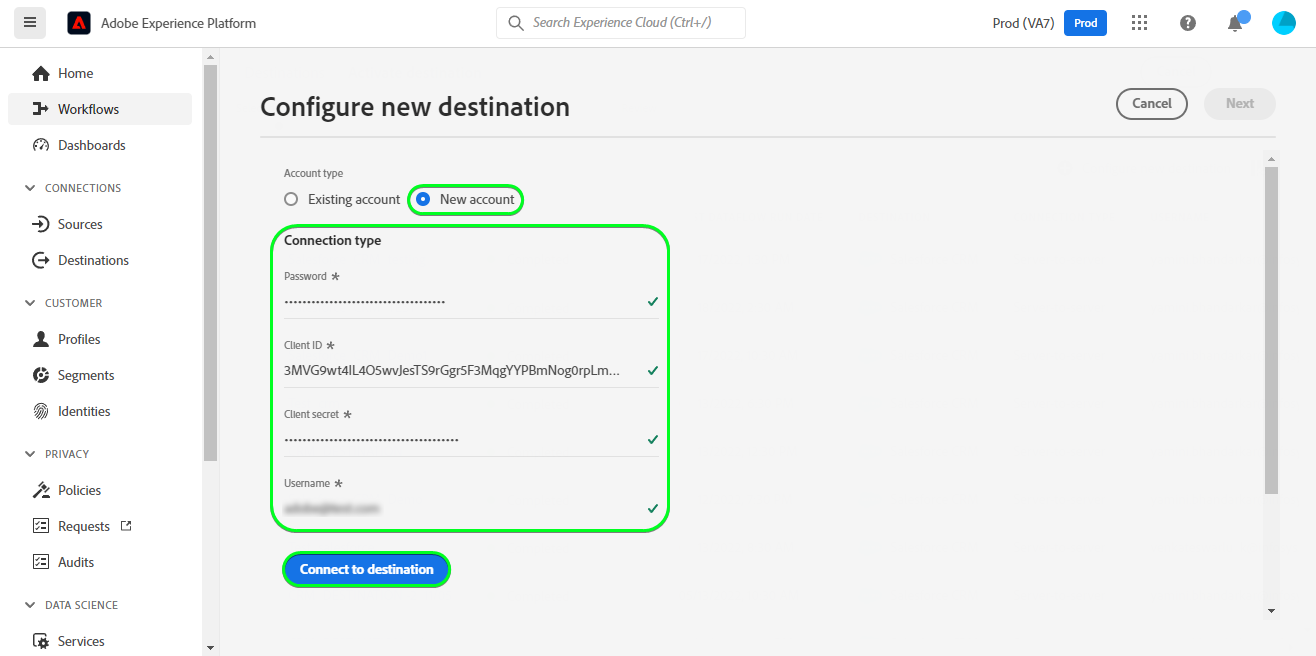 Adobe Experience Platform
Search Experience Cloud (Ctrl+/)
Prod (VA7)
Prod
Home
Workflows
Dashboards
CONNECTIONS
Sources
Destinations
CUSTOMER
Profiles
Segments
Identities
PRIVACY
Policies
Requests
Audits
DATA SCIENCE
Services
Configure new destination
Cancel
Next
Account type
Existing account
New account
Connection type
Password *
••••••••••••••••••••••••••••••••••••
Client ID *
3MVG9wt4IL4O5wvJesTS9rGgr5F3MqgYYPBmNog0rpLm...
Client secret *
•••••••••••••••••••••••••••••••••••••••
Username *
Connect to destination